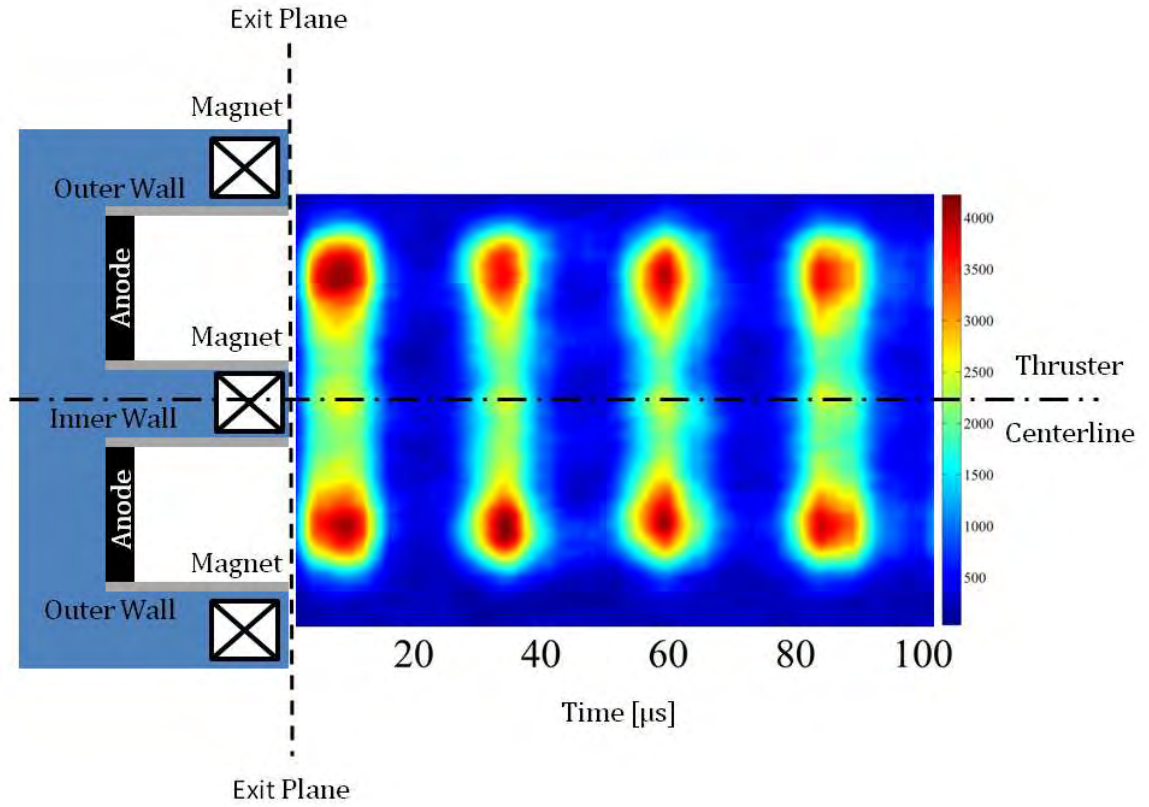 Exit Plane
Magnet
Outer Wall
Anode
Magnet
Inner Wall
Anode
Magnet
Outer Wall
Exit Plane
4000
3500
3000
2500
2000
1500
1000
500
Thruster
Centerline
20 40 60 80 100
Time [μs]